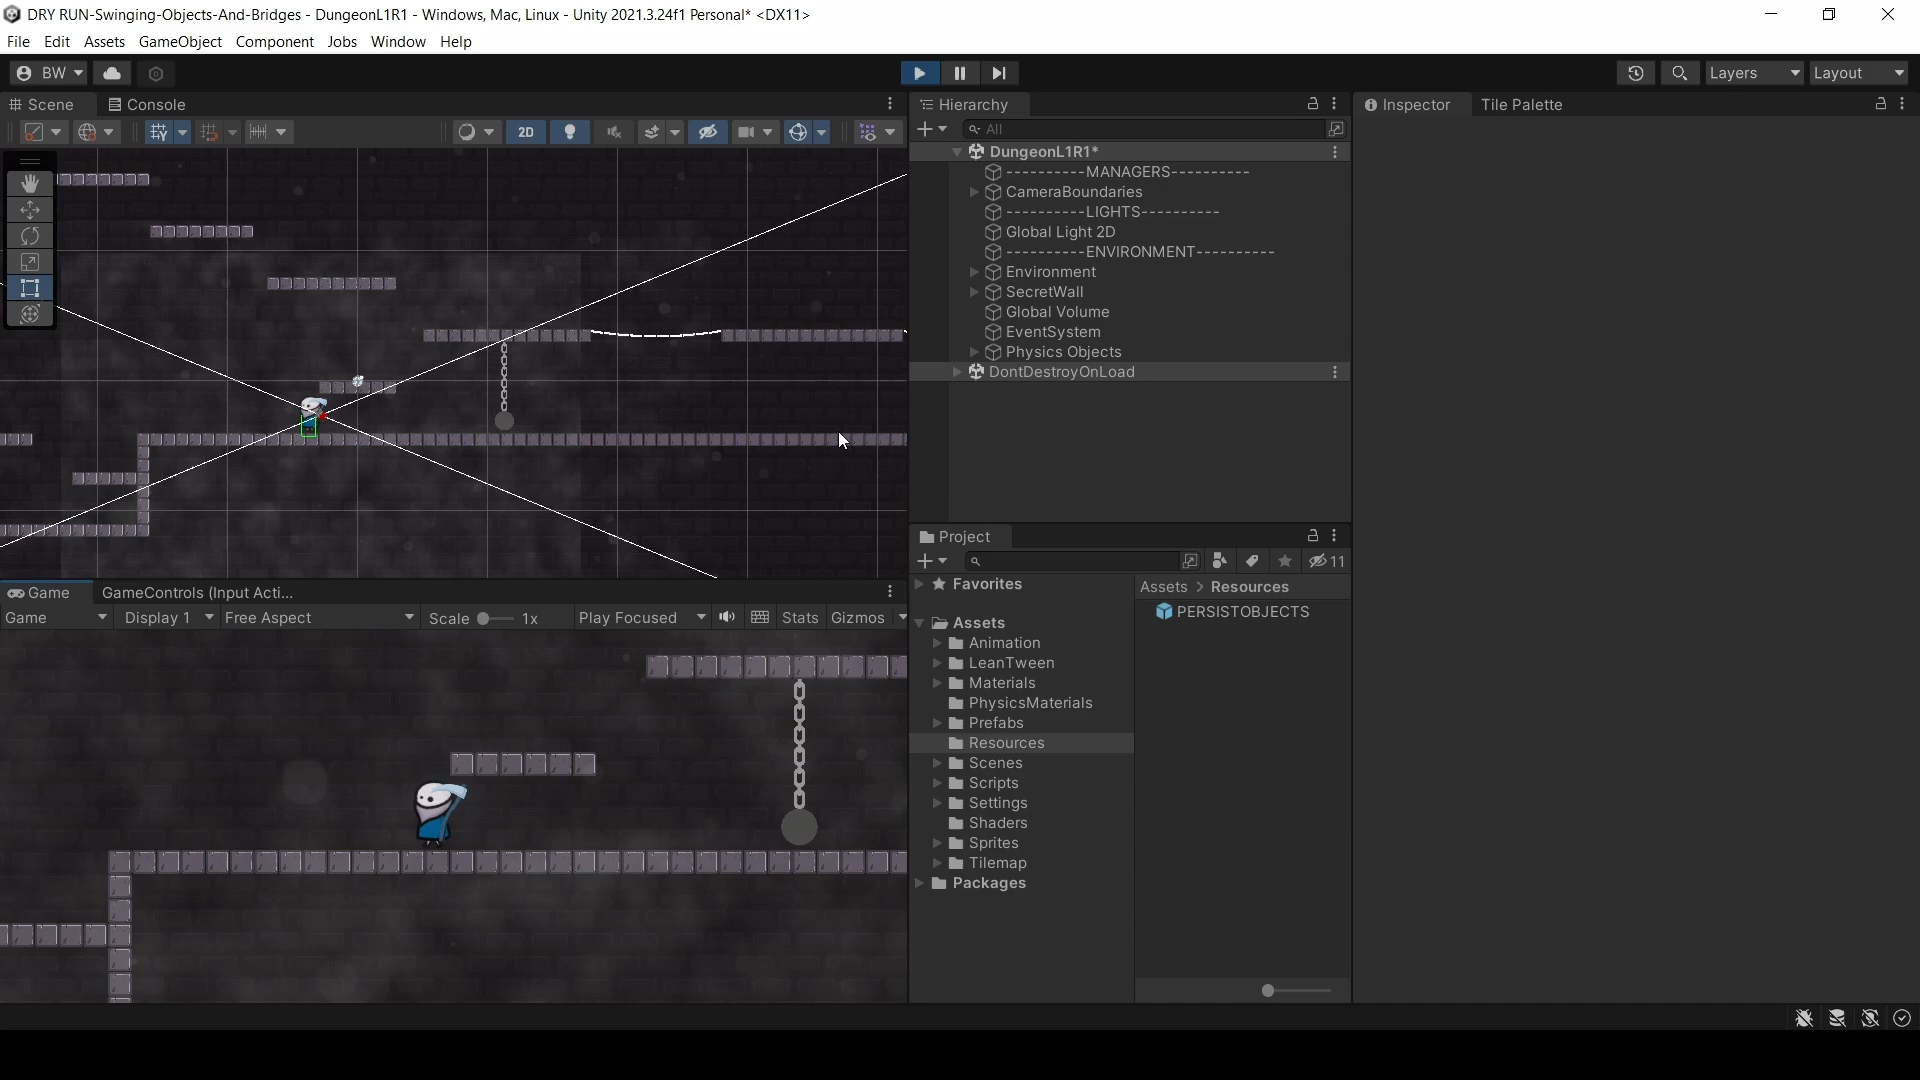 DRY RUN-Swinging-Objects-And-Bridges - DungeonL1R1 - Windows, Mac, Linux - Unity 2021.3.24f1 Personal* <DX11>
File Edit Assets GameObject Component Jobs Window Help
BW Layers Layout
Scene Console Hierarchy Inspector Tile Palette
2D All
DungeonL1R1*
----------MANAGERS----------
CameraBoundaries
----------LIGHTS----------
Global Light 2D
----------ENVIRONMENT----------
Environment
SecretWall
Global Volume
EventSystem
Physics Objects
DontDestroyOnLoad
Project
11
Favorites
Assets > Resources
PERSISTOBJECTS
Assets
Animation
LeanTween
Materials
PhysicsMaterials
Prefabs
Resources
Scenes
Scripts
Settings
Shaders
Sprites
Tilemap
Packages
Game GameControls (Input Acti...
Game Display 1 Free Aspect Scale 1x Play Focused Stats Gizmos